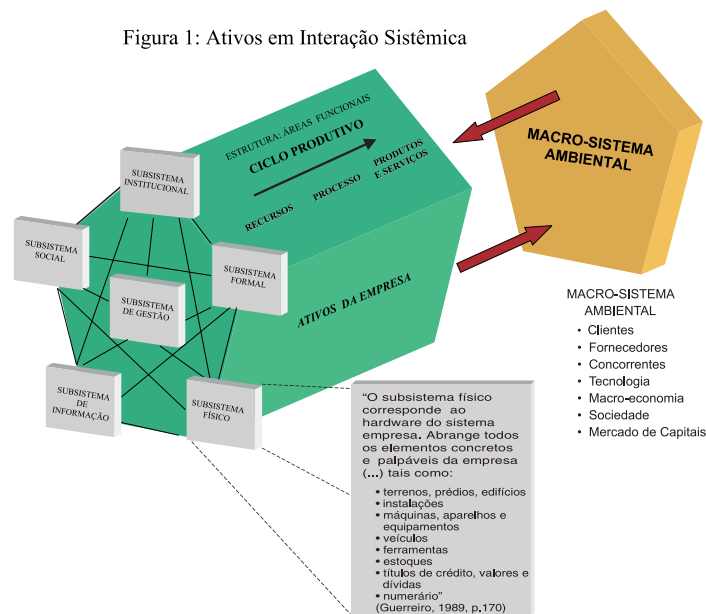 Figura 1: Ativos em Interação Sistêmica
ESTRUTURA: ÁREAS FUNCIONAIS
CICLO PRODUTIVO
RECURSOS
PROCESSO
PRODUTOS
E SERVIÇOS
ATIVOS DA EMPRESA
SUBSISTEMA
INSTITUCIONAL
SUBSISTEMA
SOCIAL
SUBSISTEMA
FORMAL
SUBSISTEMA
DE GESTÃO
SUBSISTEMA
DE
INFORMAÇÃO
SUBSISTEMA
FÍSICO
MACRO-SISTEMA
AMBIENTAL
MACRO-SISTEMA
AMBIENTAL
• Clientes
• Fornecedores
• Concorrentes
• Tecnologia
• Macro-economia
• Sociedade
• Mercado de Capitais
"O subsistema físico
corresponde ao
hardware do sistema
empresa. Abrange todos
os elementos concretos
e palpáveis da empresa
(...) tais como:
• terrenos, prédios, edifícios
• instalações
• máquinas, aparelhos e
equipamentos
• veículos
• ferramentas
• estoques
• títulos de crédito, valores e
dívidas
• numerário"
(Guerreiro, 1989, p.170)